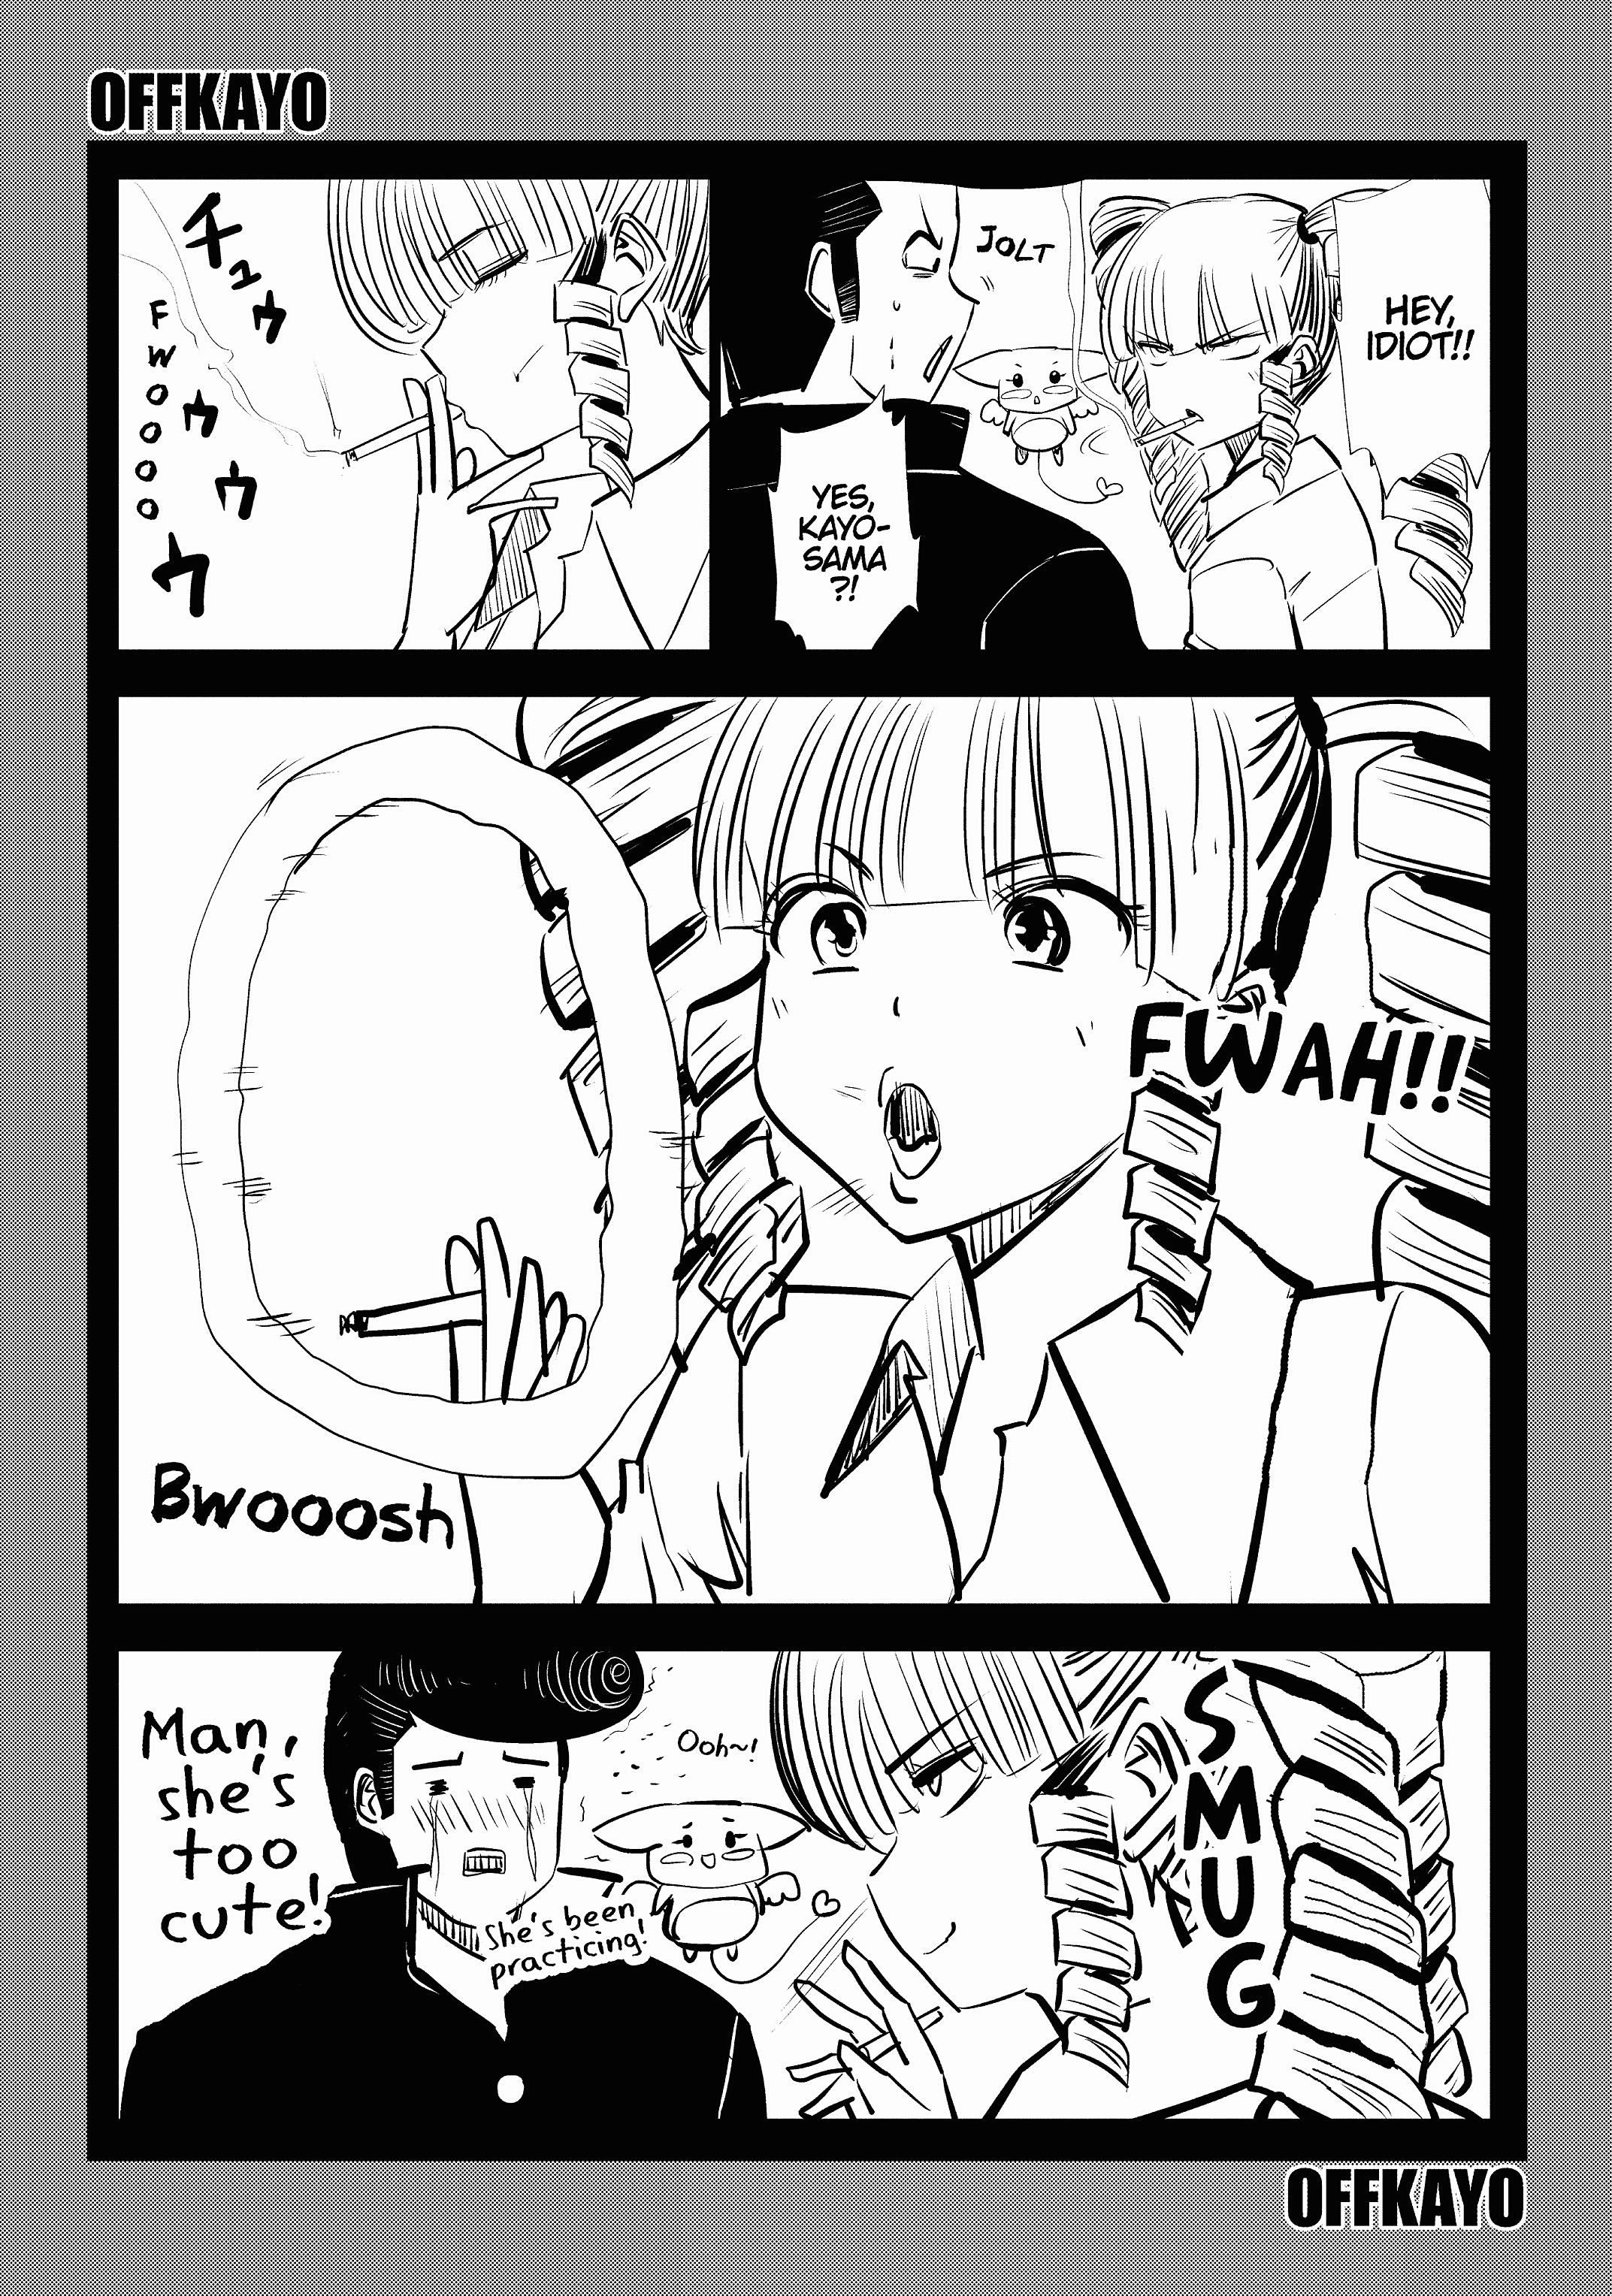 OFFKAYO
HEY,
IDIOT!!
JOLT
YES,
KAYO-
SAMA
?!
チュウ
ウ
ウ
ウ
FWOOOO
FWAH!!
Bwooosh
SMUG
Ooh~!
She's been
practicing!
Man,
she's
too
cute!
OFFKAYO